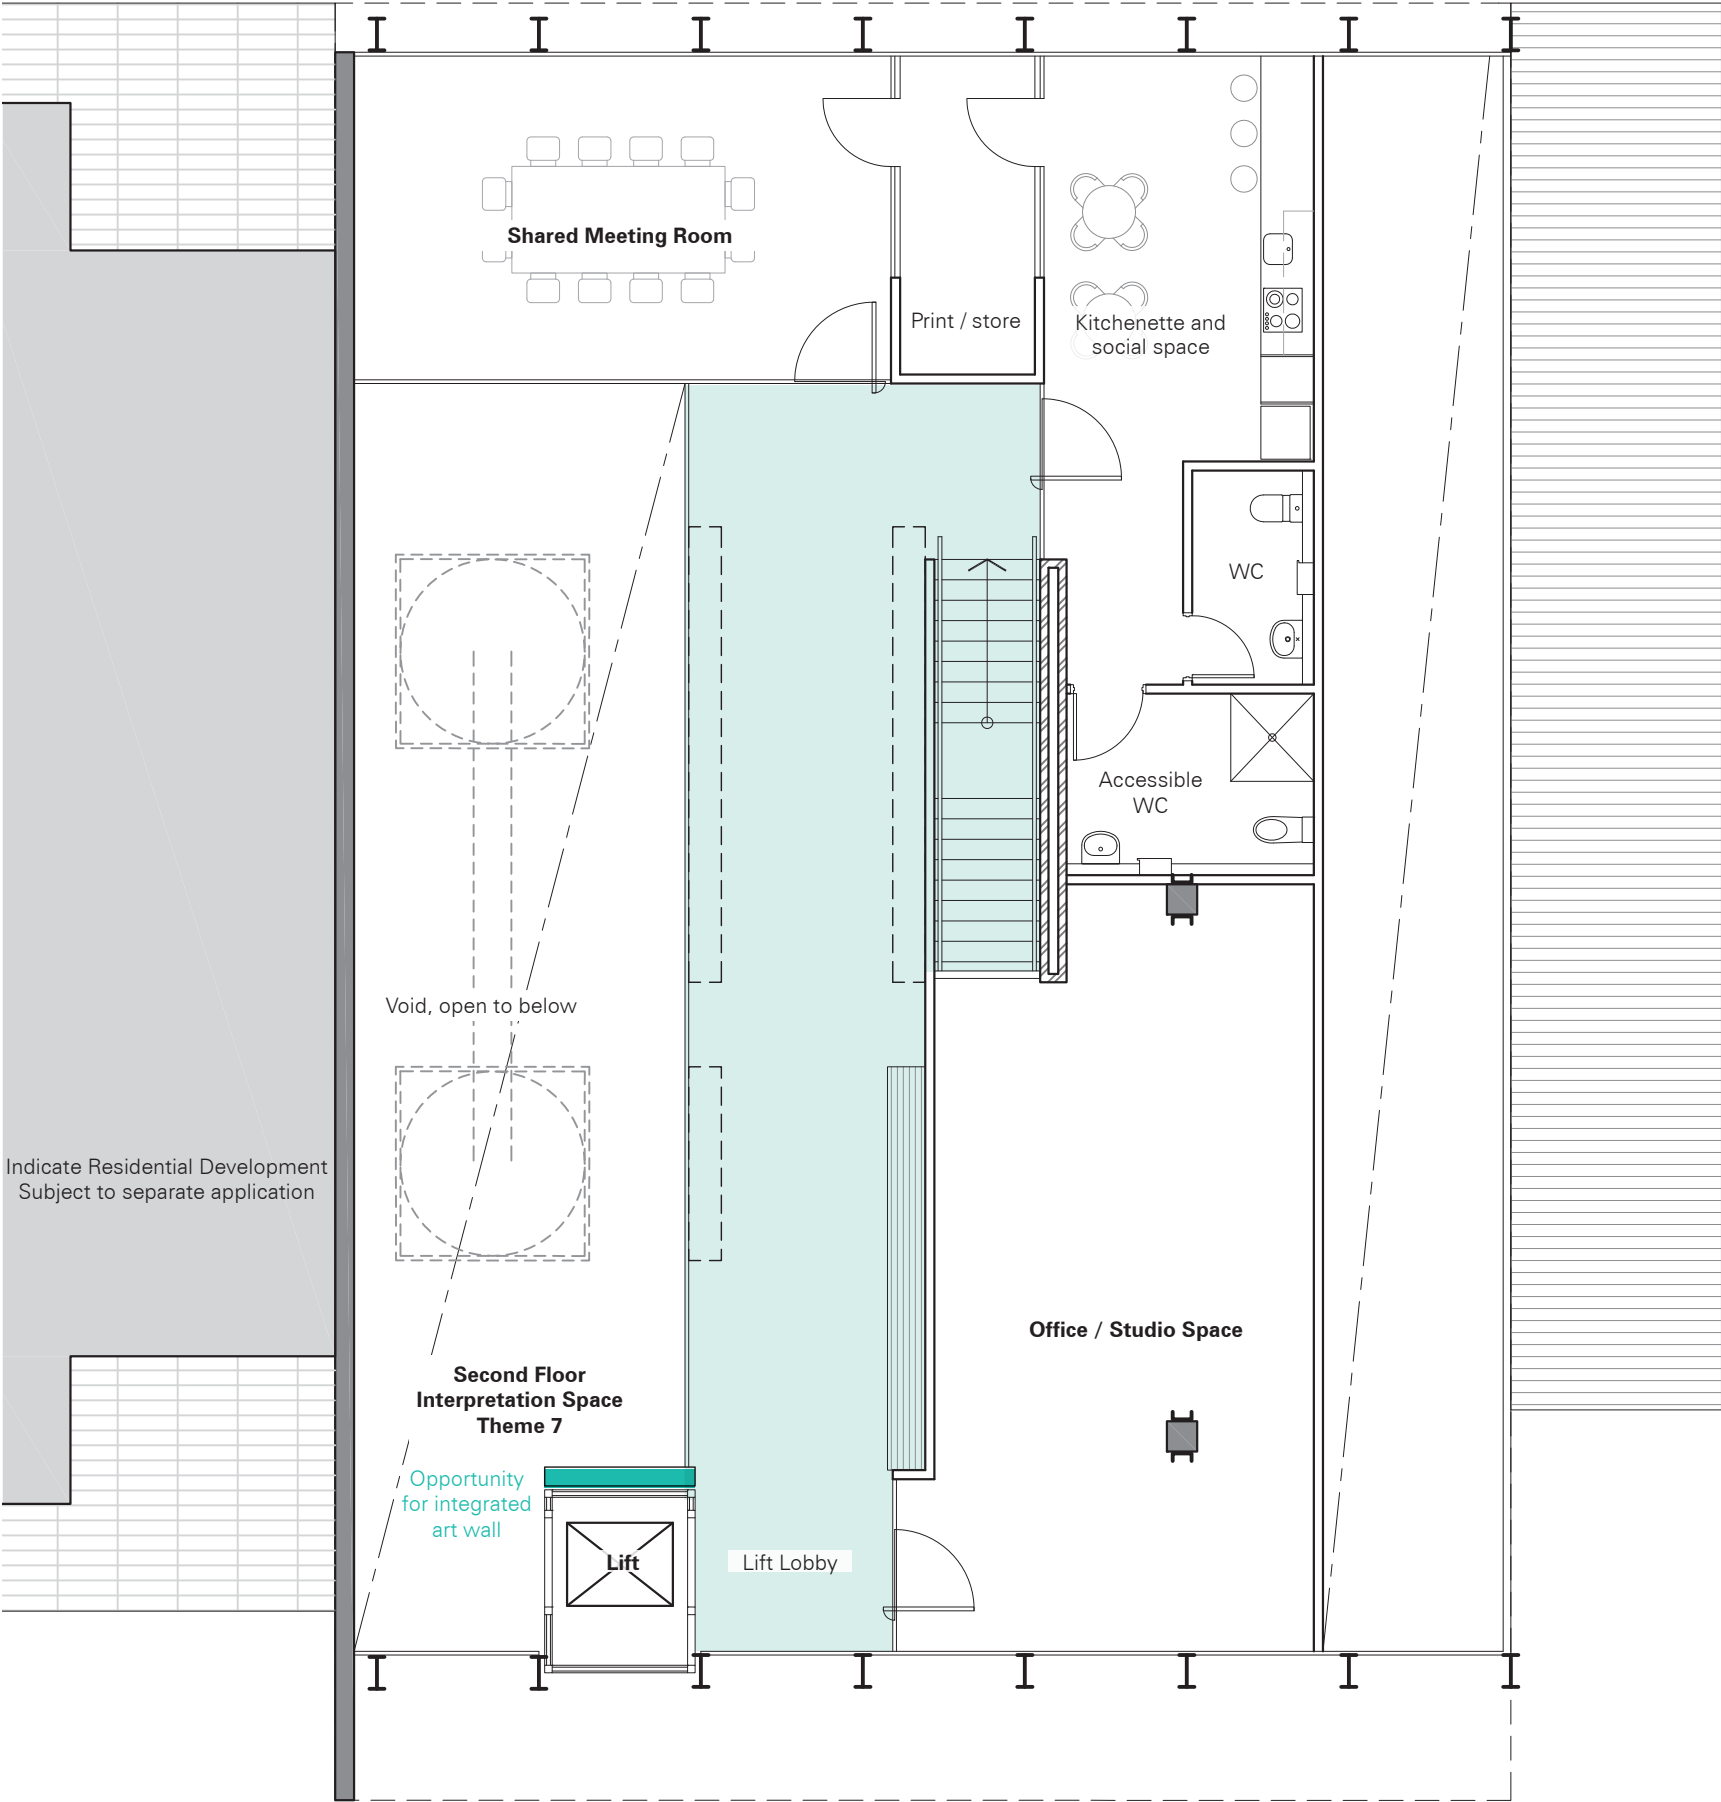 Shared Meeting Room
Print / store
Kitchenette and
social space
WC
Accessible
WC
Void, open to below
Indicate Residential Development
Subject to separate application
Office / Studio Space
Second Floor
Interpretation Space
Theme 7
Opportunity
for integrated
art wall
Lift
Lift Lobby